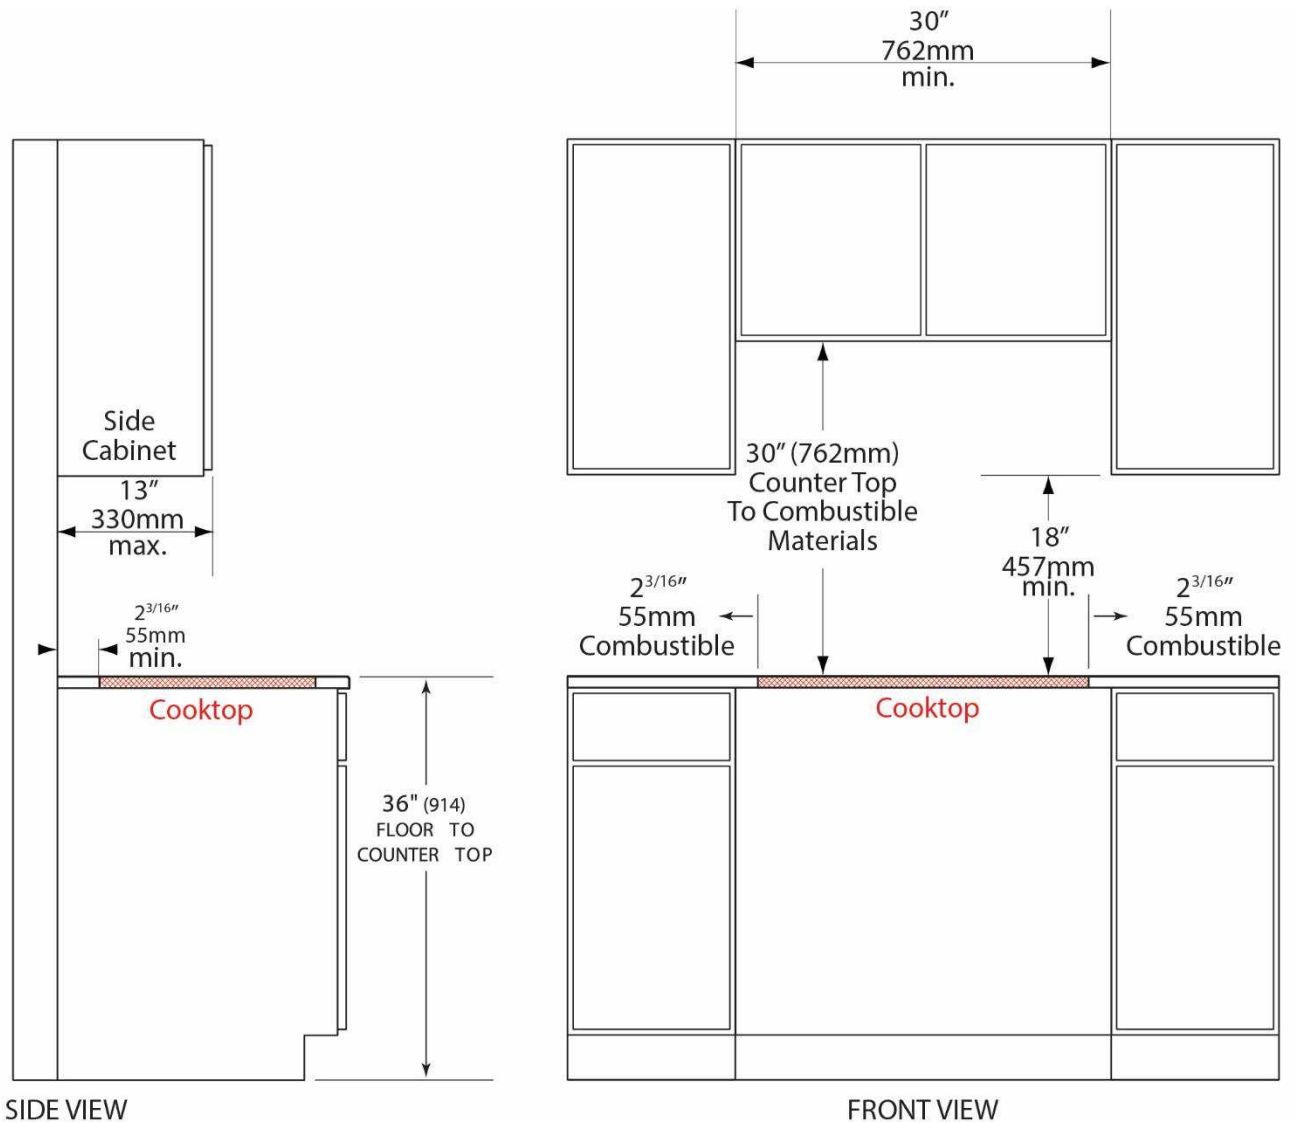 30″
762mm
min.
Side
Cabinet
13″
330mm
max.
2 3/16″
55mm
min.
Cooktop
36" (914)
FLOOR TO
COUNTER TOP
SIDE VIEW
30″ (762mm)
Counter Top
To Combustible
Materials
18″
457mm
min.
2 3/16″
55mm
Combustible
2 3/16″
55mm
Combustible
Cooktop
FRONT VIEW